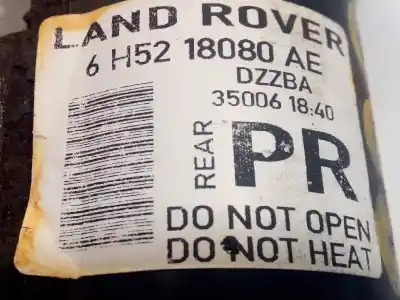 LAND ROVER
6 H52 18080 AE
DZZBA
35006 18:40
REAR
PR
DO NOT OPEN
DO NOT HEAT